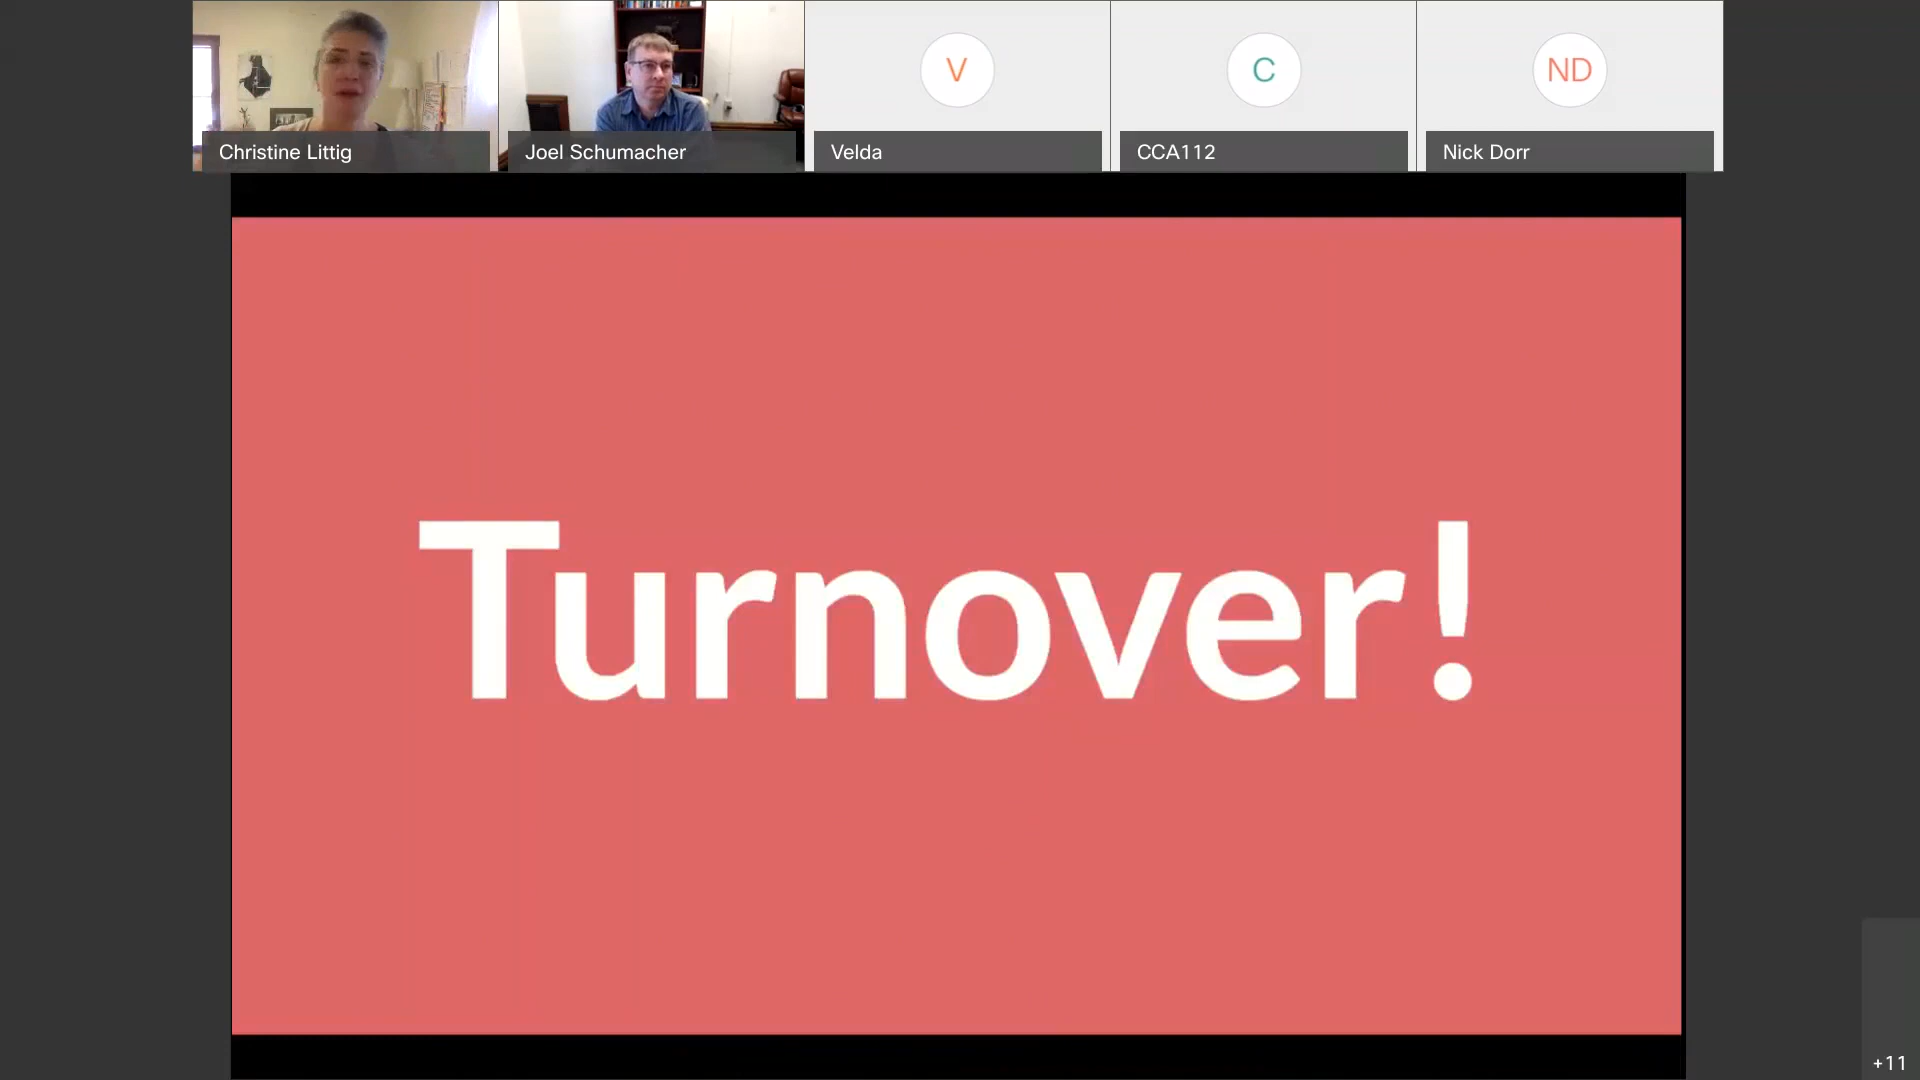 V
C
ND
Christine Littig
Joel Schumacher
Velda
CCA112
Nick Dorr
Turnover!
+11